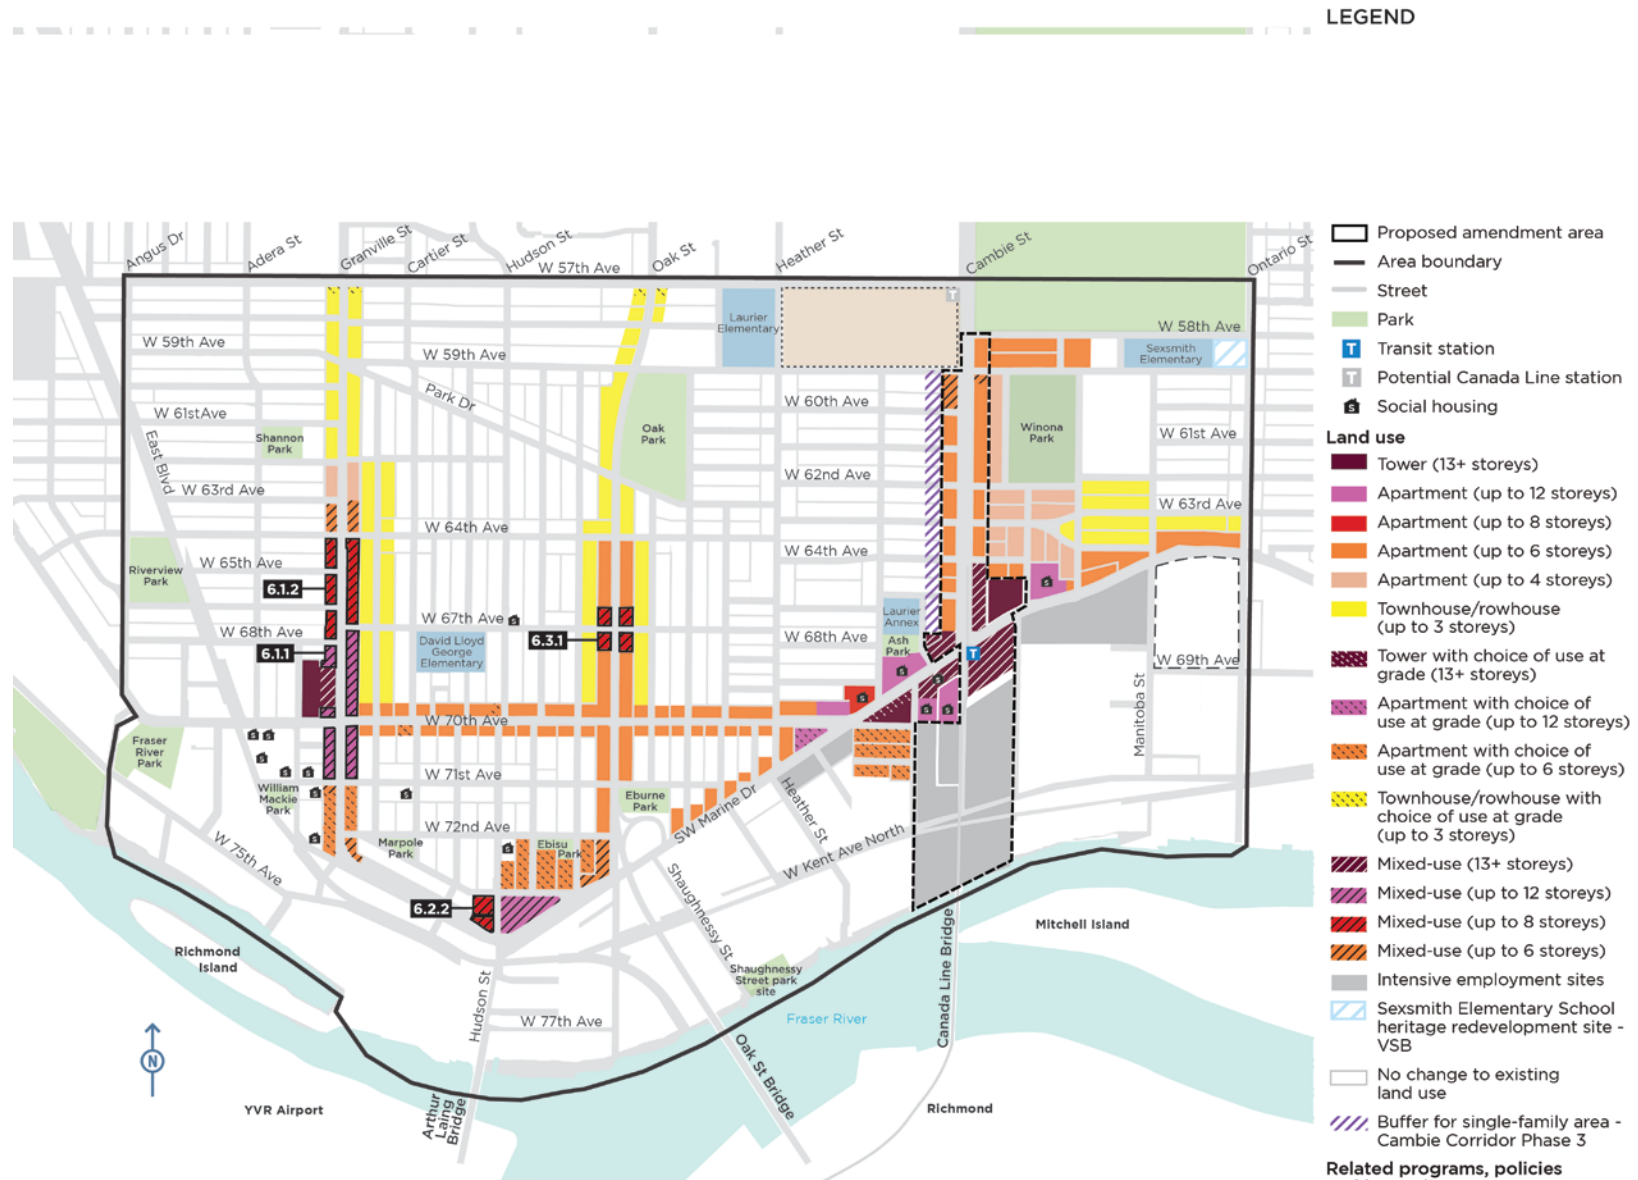 LEGEND
Proposed amendment area
Area boundary
Street
Park
T Transit station
T Potential Canada Line station
S Social housing
Land use
Tower (13+ storeys)
Apartment (up to 12 storeys)
Apartment (up to 8 storeys)
Apartment (up to 6 storeys)
Apartment (up to 4 storeys)
Townhouse/rowhouse
(up to 3 storeys)
Tower with choice of use at
grade (13+ storeys)
Apartment with choice of
use at grade (up to 12 storeys)
Apartment with choice of
use at grade (up to 6 storeys)
Townhouse/rowhouse with
choice of use at grade
(up to 3 storeys)
Mixed-use (13+ storeys)
Mixed-use (up to 12 storeys)
Mixed-use (up to 8 storeys)
Mixed-use (up to 6 storeys)
Intensive employment sites
Sexsmith Elementary School
heritage redevelopment site -
VSB
No change to existing
land use
Buffer for single-family area -
Cambie Corridor Phase 3
Related programs, policies
Angus Dr
Adera St
Granville St
Cartier St
Hudson St
W 57th Ave
Oak St
Heather St
Cambie St
Ontario St
T
Laurier
Elementary
W 58th Ave
Sexsmith
Elementary
W 59th Ave
W 59th Ave
Park Dr
W 60th Ave
W 61stAve
East Blvd
Shannon
Park
Oak
Park
Winona
Park
W 61st Ave
W 62nd Ave
W 63rd Ave
W 63rd Ave
W 64th Ave
W 64th Ave
W 65th Ave
Riverview
Park
6.1.2
W 67th Ave
S
S
Laurier
Annex
W 68th Ave
6.3.1
W 68th Ave
Ash
Park
6.1.1
David Lloyd
George
Elementary
T
W 69th Ave
S
S
S
S
S
W 70th Ave
Manitoba St
Fraser
River
Park
S
S
S
S
S
W 71st Ave
Heather St
William
Mackie
Park
S
S
Eburne
Park
SW Marine Dr
W 72nd Ave
S
Marpole
Park
S
Ebisu
Park
W Kent Ave North
W 75th Ave
Shaughnessy St
6.2.2
Richmond
Island
Mitchell Island
Canada Line Bridge
Shaughnessy
Street park
site
Hudson St
W 77th Ave
Fraser River
Oak St Bridge
N
YVR Airport
Arthur
Laing
Bridge
Richmond